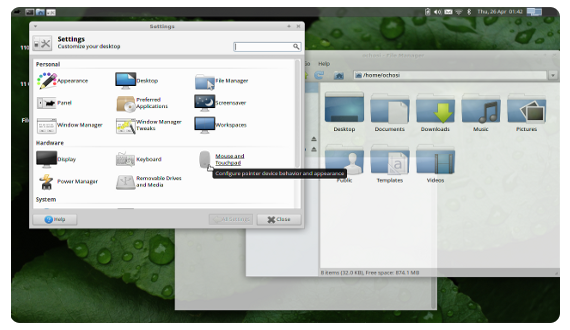 Thu, 26 Apr 01:42
Settings
Settings
Customize your desktop
Personal
Appearance
Desktop
File Manager
Panel
Preferred
Applications
Screensaver
Window Manager
Window Manager
Tweaks
Workspaces
Hardware
Display
Keyboard
Mouse and
Touchpad
Configure pointer device behavior and appearance
Power Manager
Removable Drives
and Media
System
Help
All Settings
Close
Help
/home/ochosi
Desktop
Documents
Downloads
Music
Pictures
Public
Templates
Videos
8 items (32.0 KB), Free space: 874.1 MB